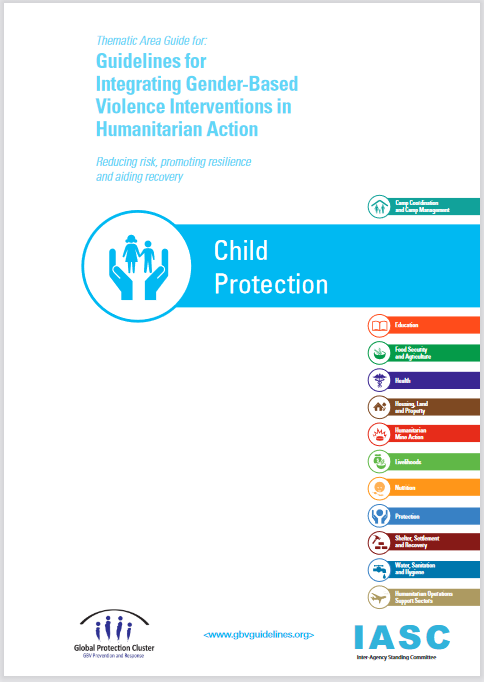 Thematic Area Guide for:
Guidelines for
Integrating Gender-Based
Violence Interventions in
Humanitarian Action
Reducing risk, promoting resilience
and aiding recovery
Camp Coordination
and Camp Management
Child
Protection
Education
Food Security
and Agriculture
Health
Housing, Land
and Property
Humanitarian
Mine Action
Livelihoods
Nutrition
Protection
Shelter, Settlement
and Recovery
Water, Sanitation
and Hygiene
Humanitarian Operations
Support Sectors
Global Protection Cluster
GBV Prevention and Response
<www.gbvguidelines.org>
IASC
Inter-Agency Standing Committee